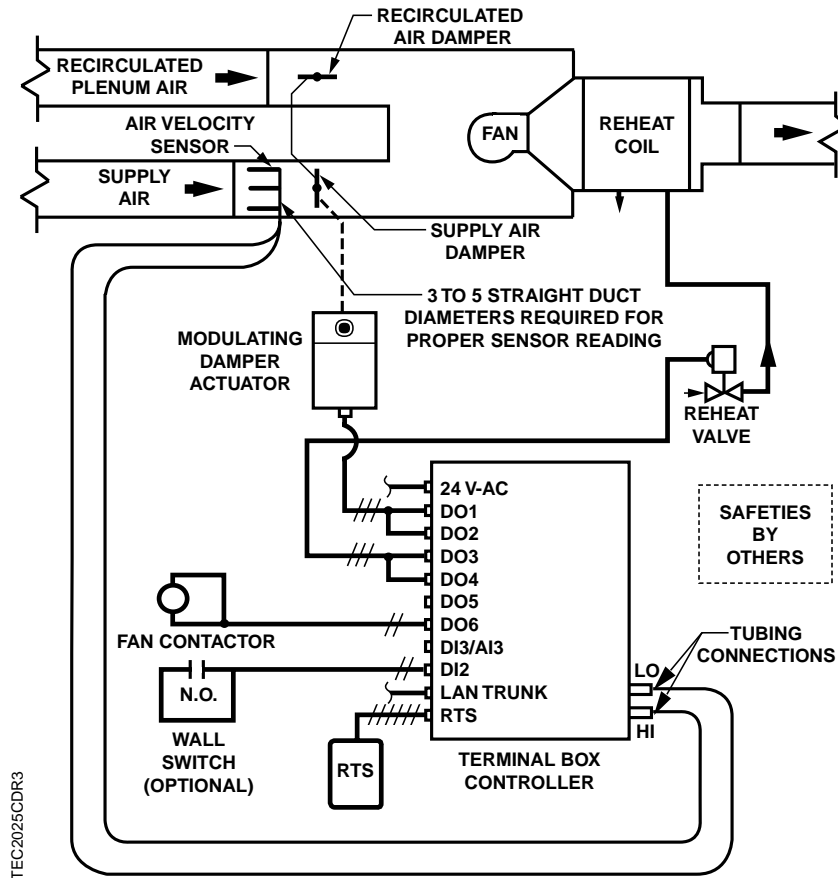 RECIRCULATED
AIR DAMPER
RECIRCULATED
PLENUM AIR
AIR VELOCITY
SENSOR
SUPPLY
AIR
FAN
REHEAT
COIL
SUPPLY AIR
DAMPER
3 TO 5 STRAIGHT DUCT
DIAMETERS REQUIRED FOR
PROPER SENSOR READING
MODULATING
DAMPER
ACTUATOR
REHEAT
VALVE
24 V-AC
DO1
DO2
DO3
DO4
DO5
DO6
DI3/AI3
DI2
LAN TRUNK
RTS
SAFETIES
BY
OTHERS
FAN CONTACTOR
N.O.
WALL
SWITCH
(OPTIONAL)
RTS
TUBING
CONNECTIONS
LO
HI
TERMINAL BOX
CONTROLLER
TEC2025CDR3